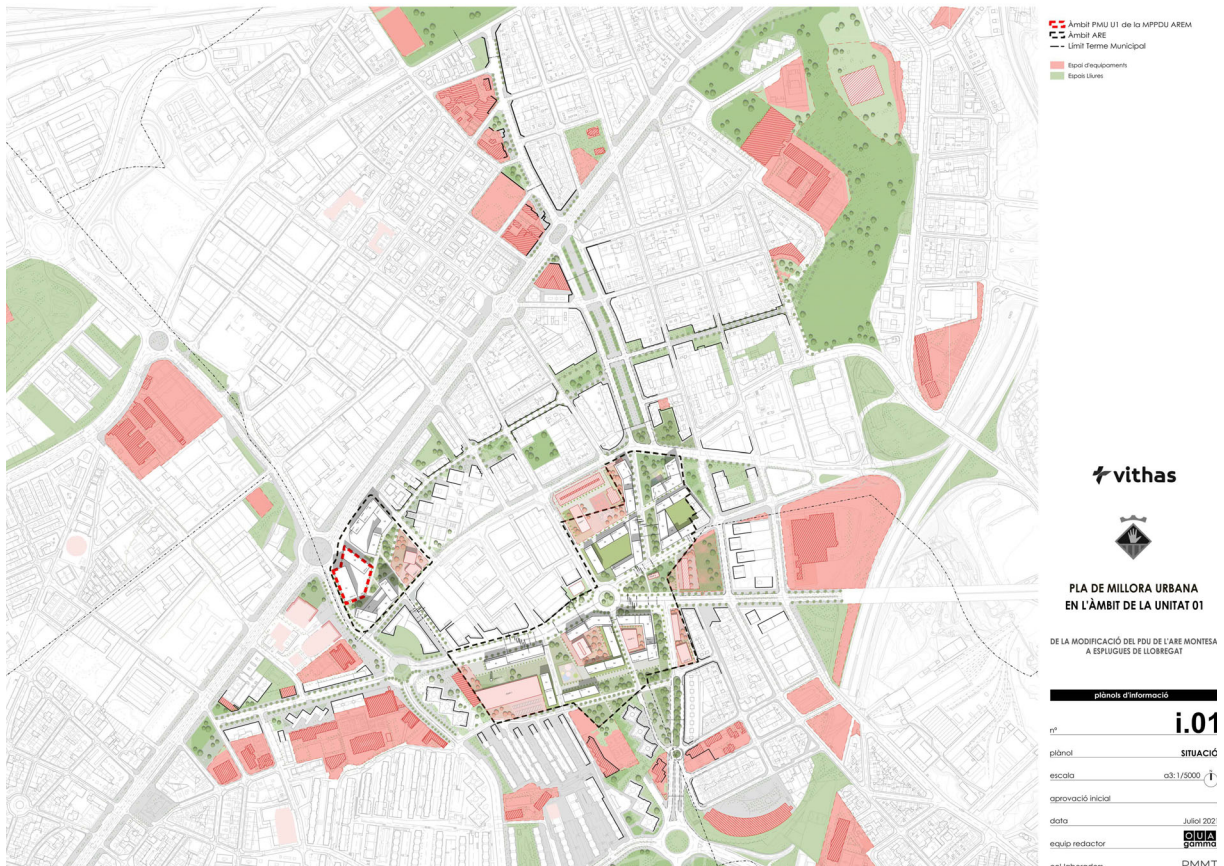 Àmbit PMU U1 de la MPPDU AREM
Àmbit ARE
Límit Terme Municipal
Espai d'equipaments
Espais Lliures
vithas
PLA DE MILLORA URBANA
EN L'ÀMBIT DE LA UNITAT 01
DE LA MODIFICACIÓ DEL PDU DE L'ARE MONTESA
A ESPLUGUES DE LLOBREGAT
plànols d'informació
nº i.01
plànol SITUACIÓ
escala a3: 1/5000
aprovació inicial
data Juliol 2021
equip redactor OUA gamma